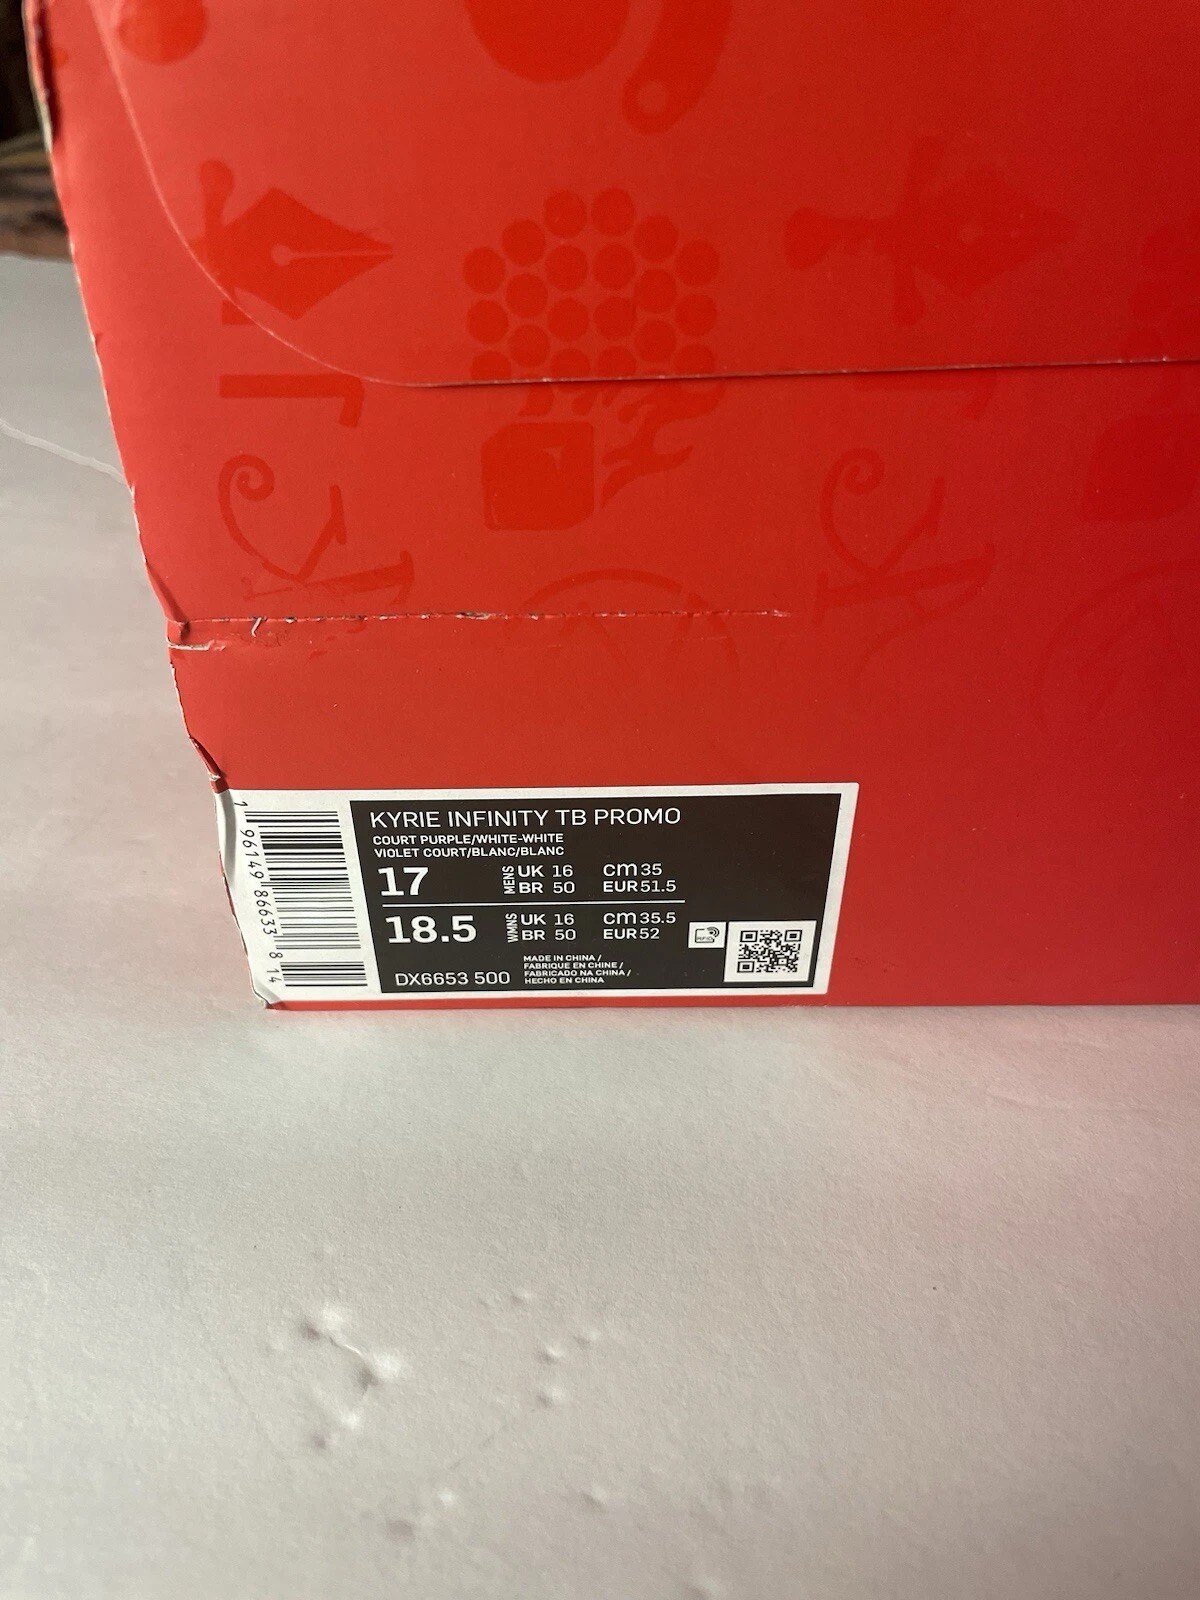 KYRIE INFINITY TB PROMO
COURT PURPLE/WHITE-WHITE
VIOLET COURT/BLANC/BLANC
17 MENS UK 16 cm 35
BR 50 EUR 51.5
18.5 WMNS UK 16 cm 35.5
BR 50 EUR 52
RFID
DX6653 500
MADE IN CHINA /
FABRIQUE EN CHINE /
FABRICADO NA CHINA /
HECHO EN CHINA
1 96149 86633 8 14